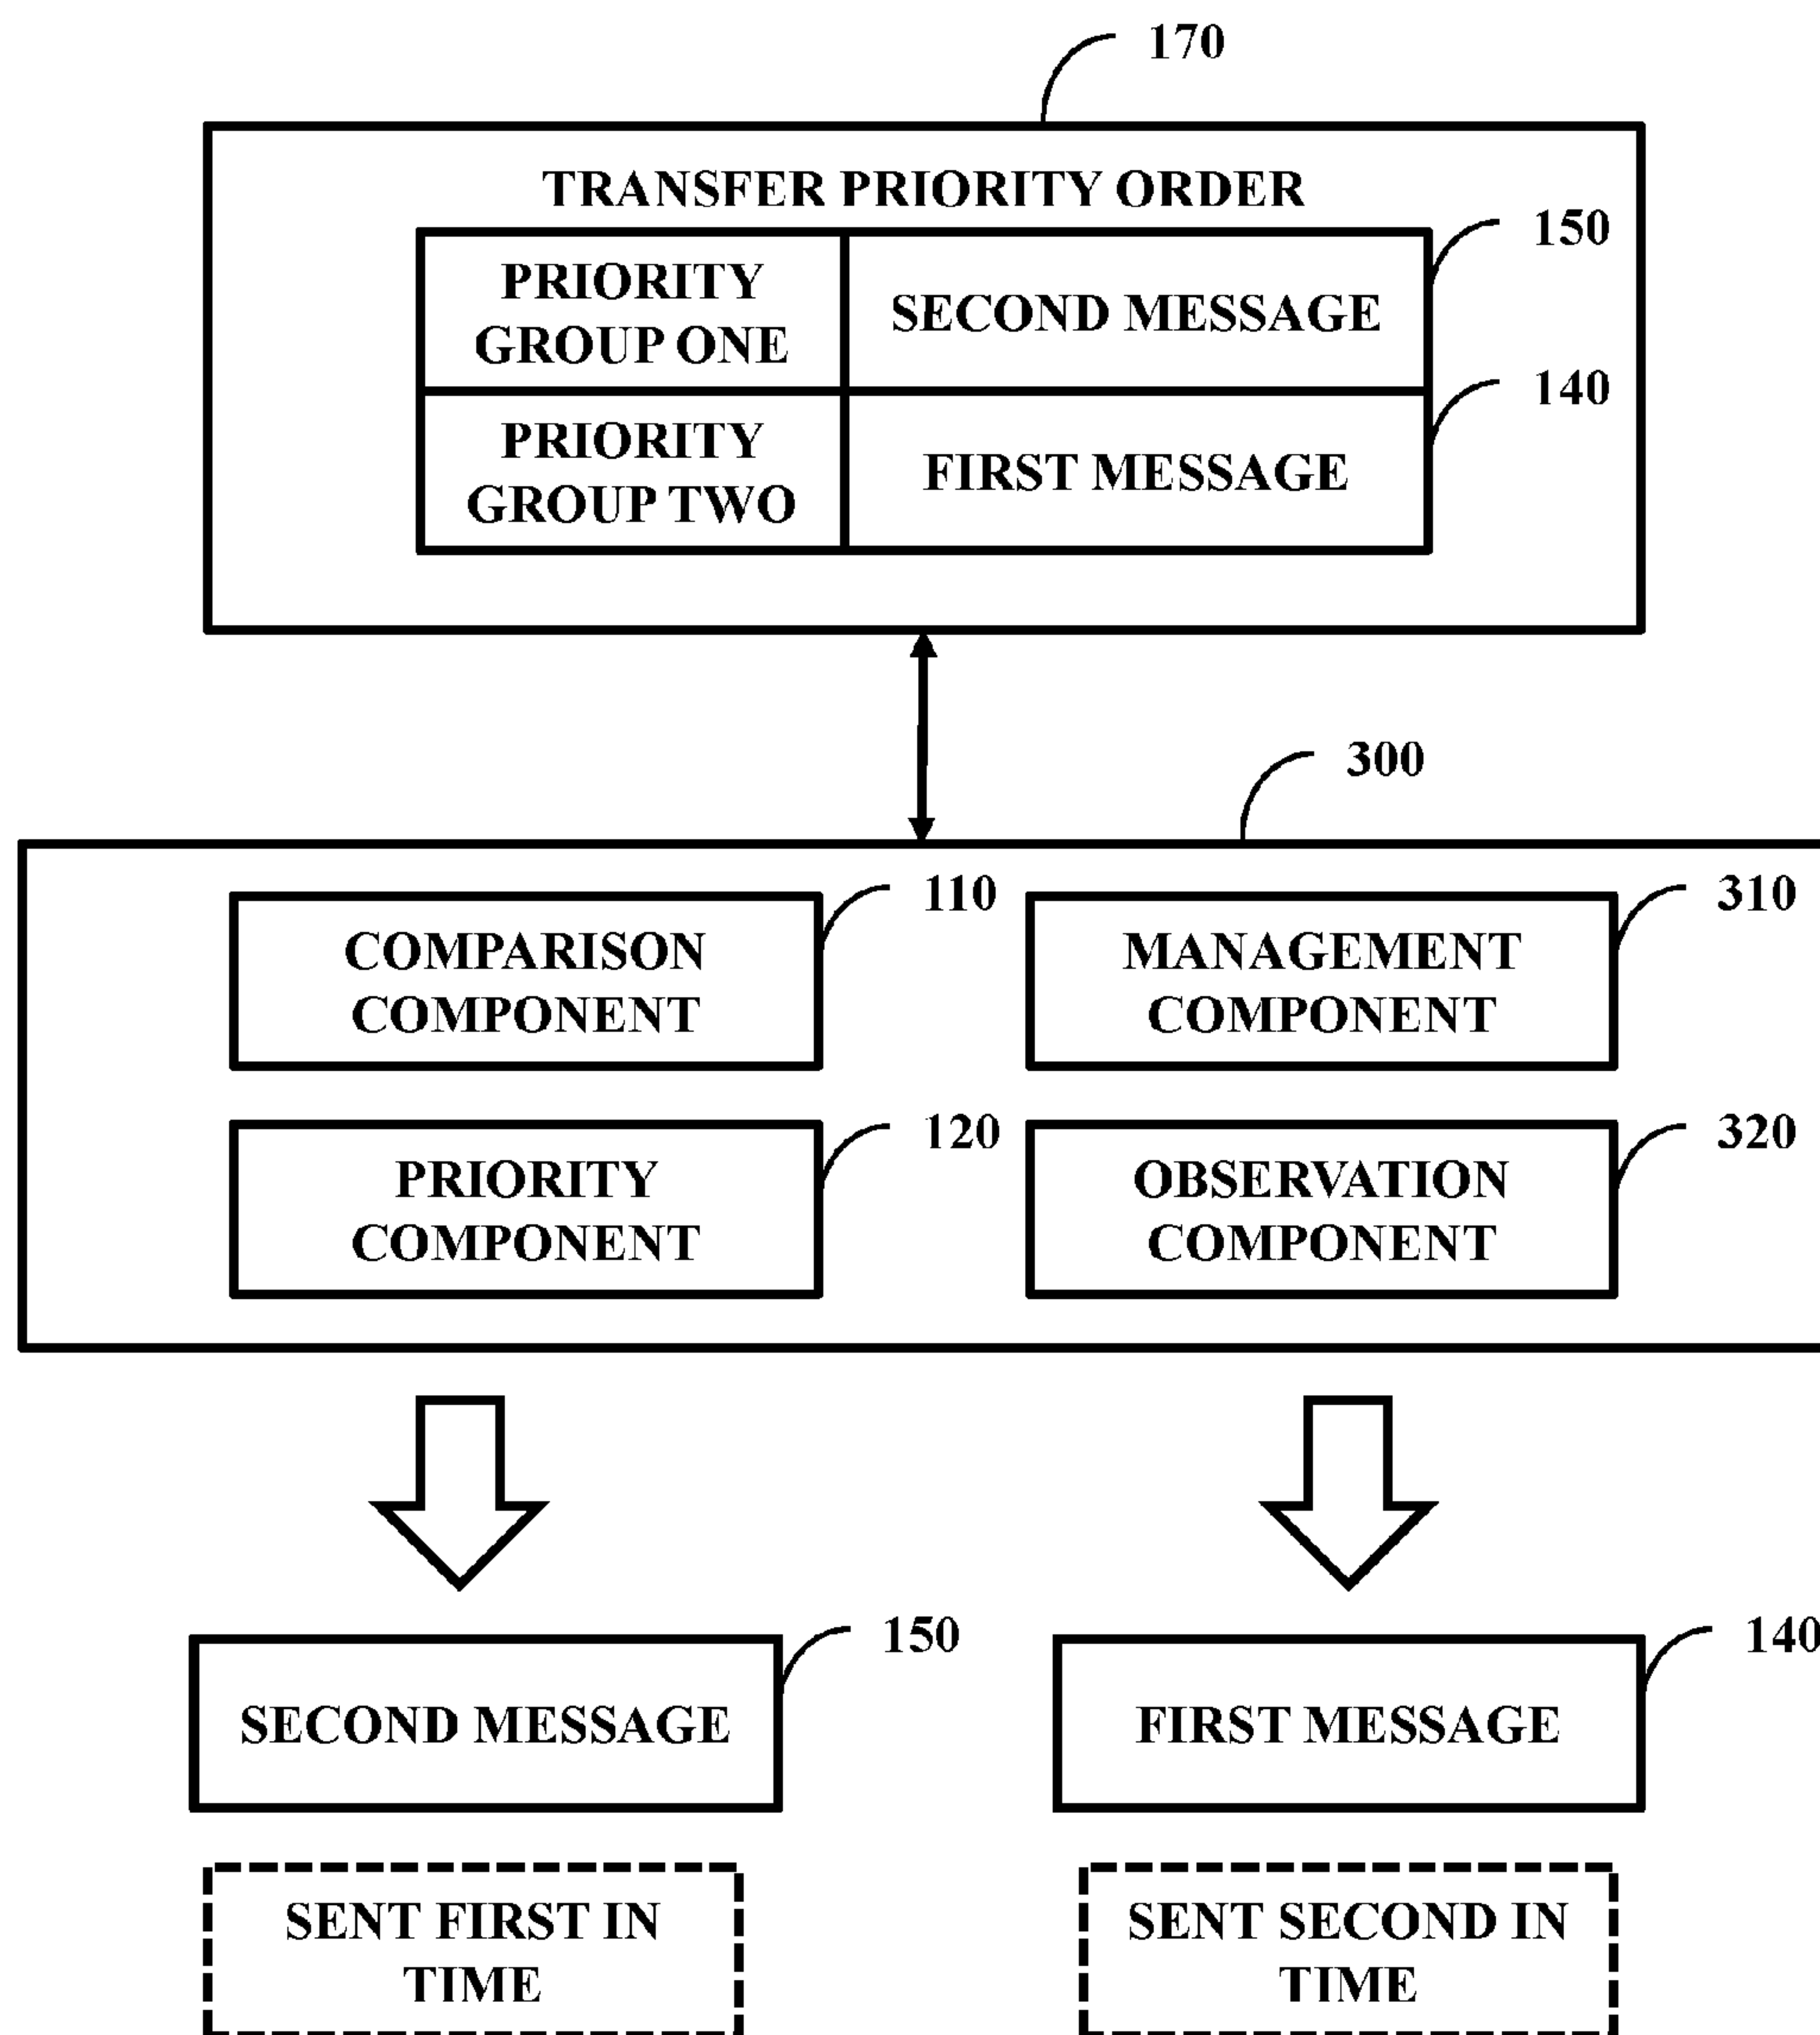 170
TRANSFER PRIORITY ORDER
150
PRIORITY
GROUP ONE
SECOND MESSAGE
140
PRIORITY
GROUP TWO
FIRST MESSAGE
300
110
COMPARISON
COMPONENT
310
MANAGEMENT
COMPONENT
120
PRIORITY
COMPONENT
320
OBSERVATION
COMPONENT
150
SECOND MESSAGE
140
FIRST MESSAGE
SENT FIRST IN
TIME
SENT SECOND IN
TIME